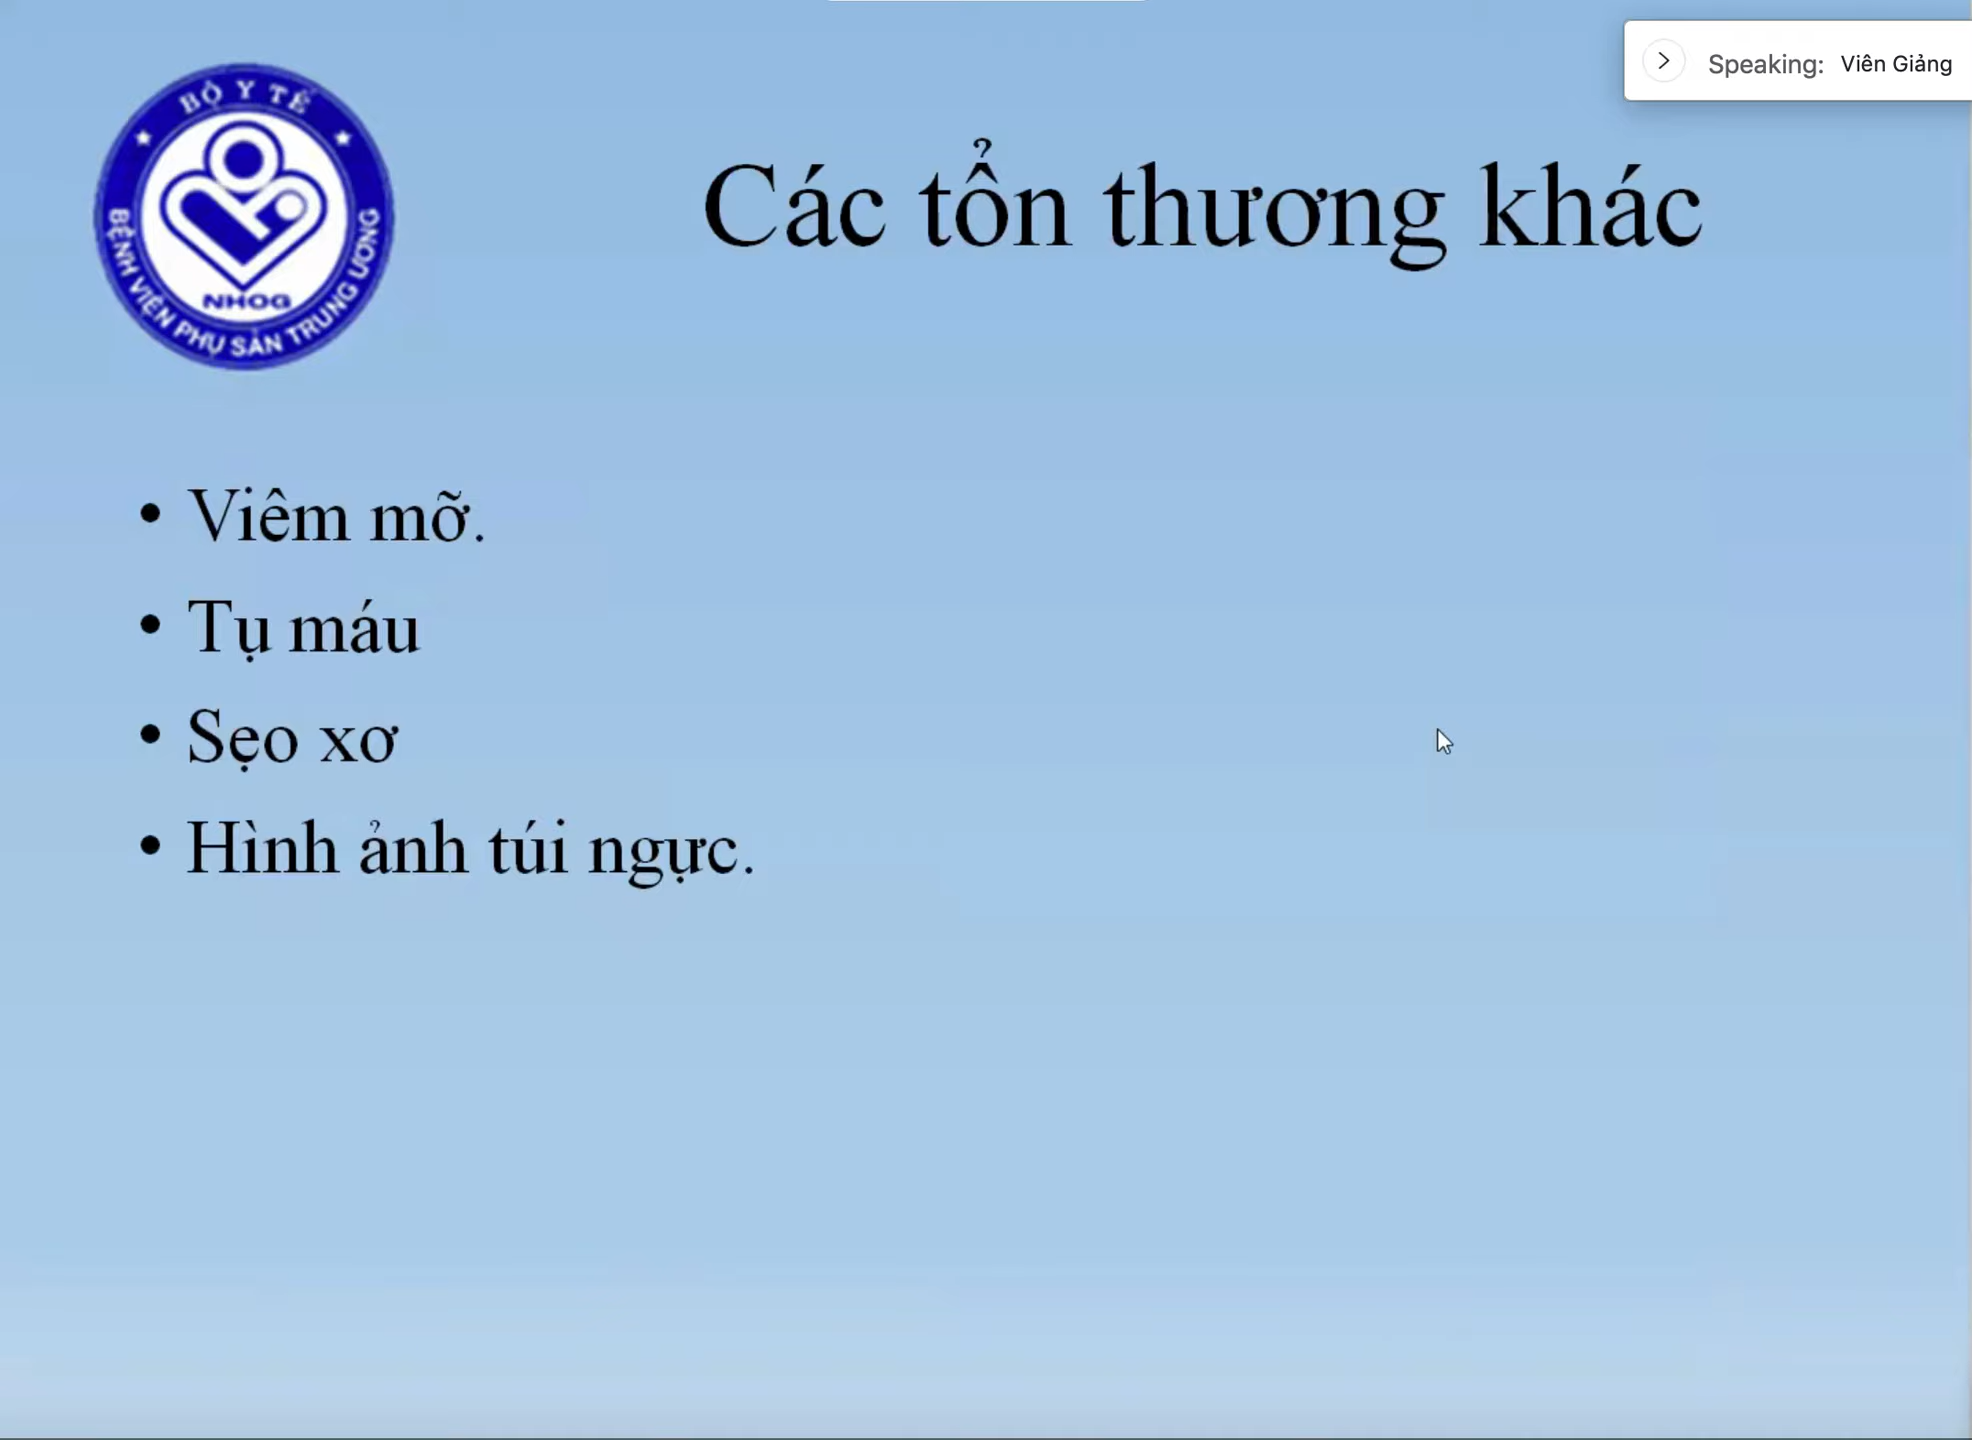 BỘ Y TẾ
NHOG
BỆNH VIỆN PHỤ SẢN TRUNG ƯƠNG
Speaking: Viên Giảng
Các tổn thương khác
• Viêm mỡ.
• Tụ máu
• Sẹo xơ
• Hình ảnh túi ngực.